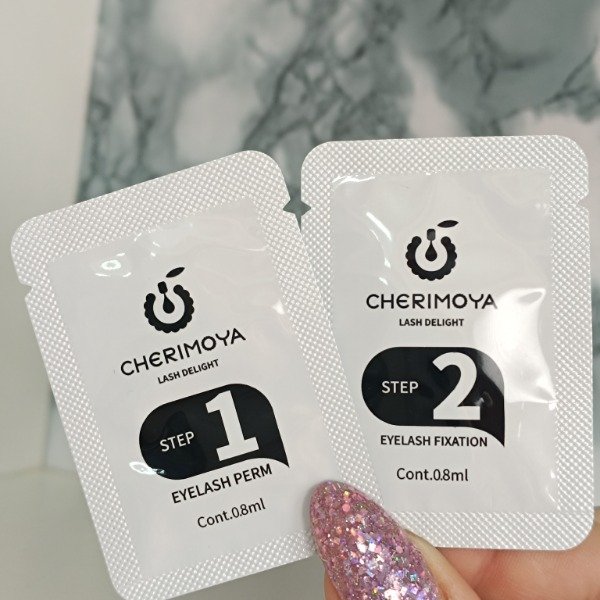 CHERIMOYA
LASH DELIGHT
STEP 1
EYELASH PERM
Cont.0.8ml
CHERIMOYA
LASH DELIGHT
STEP 2
EYELASH FIXATION
Cont.0.8ml